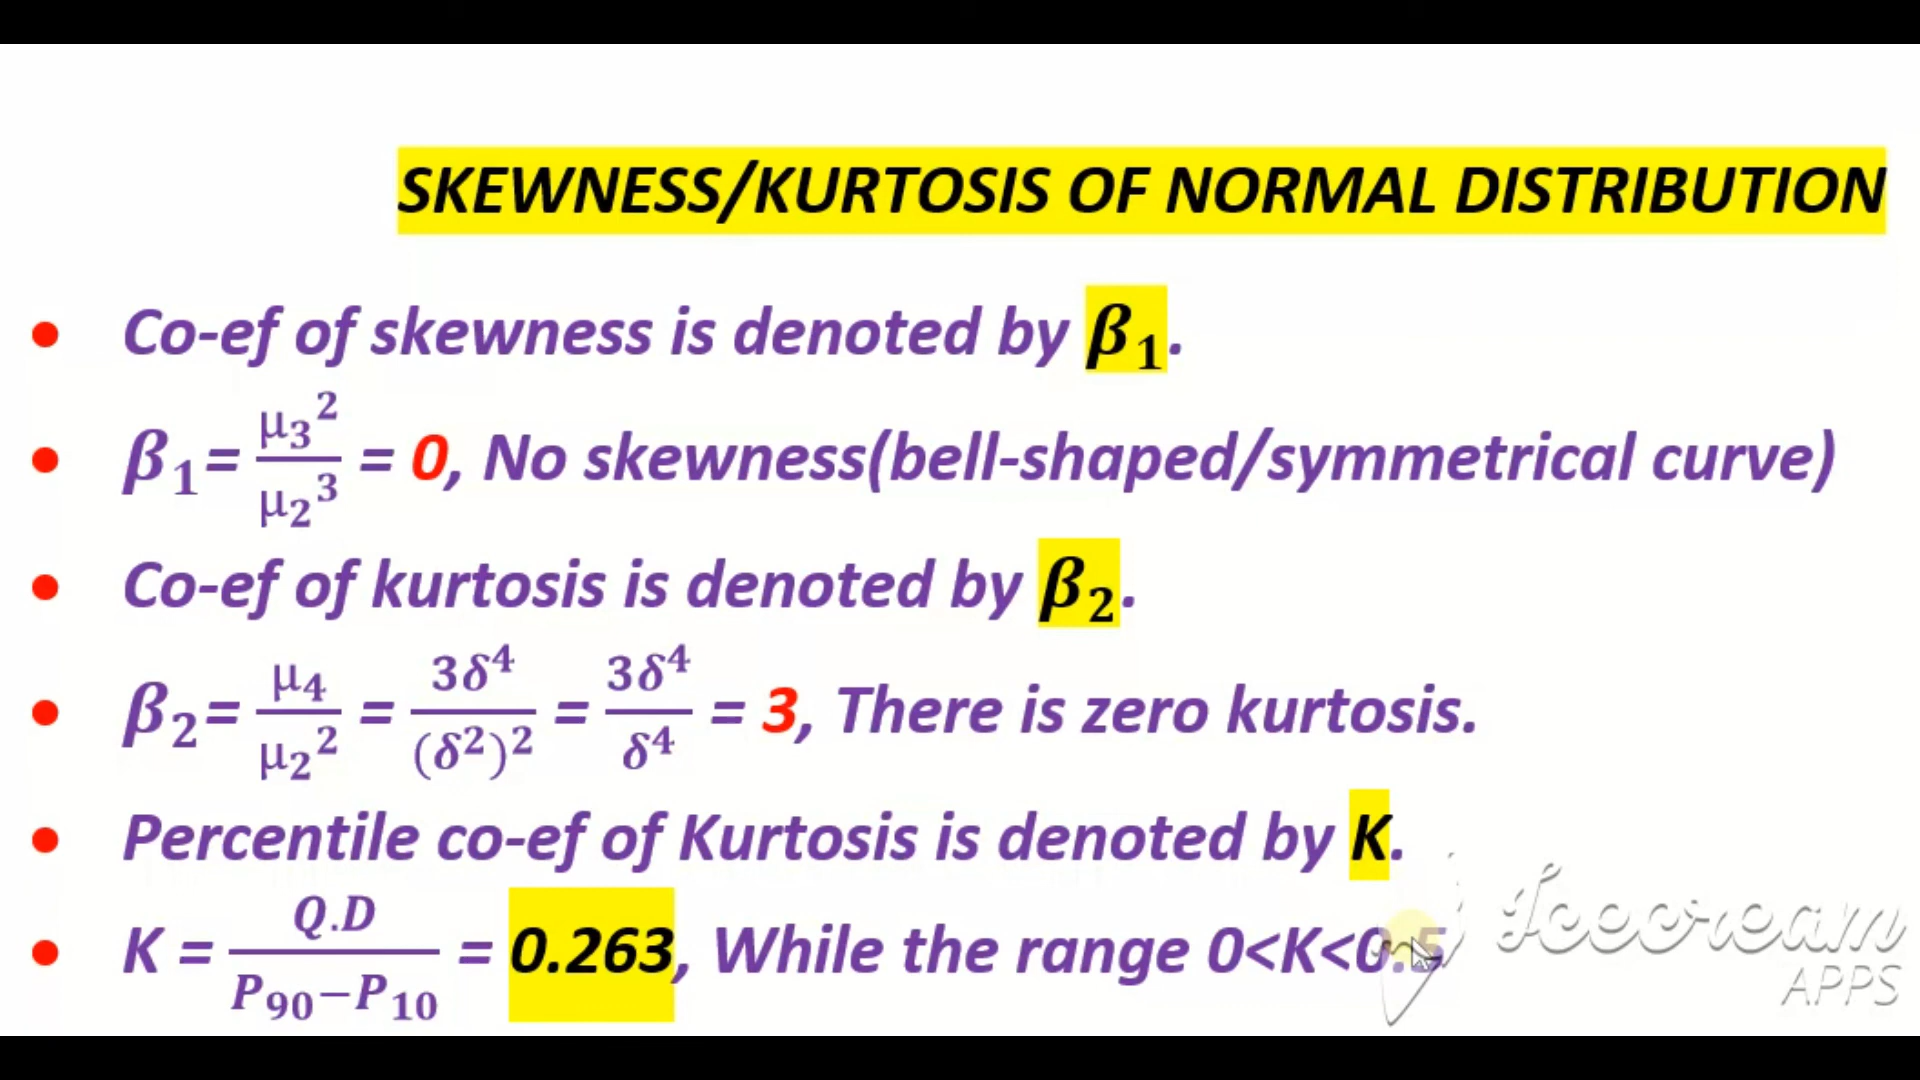 SKEWNESS/KURTOSIS OF NORMAL DISTRIBUTION
• Co-ef of skewness is denoted by β₁.
• β₁= μ₃²/μ₂³ = 0, No skewness(bell-shaped/symmetrical curve)
• Co-ef of kurtosis is denoted by β₂.
• β₂= μ₄/μ₂² = 3δ⁴/(δ²)² = 3δ⁴/δ⁴ = 3, There is zero kurtosis.
• Percentile co-ef of Kurtosis is denoted by K.
• K = Q.D/P₉₀−P₁₀ = 0.263, While the range 0<K<0.5
Icecream
APPS